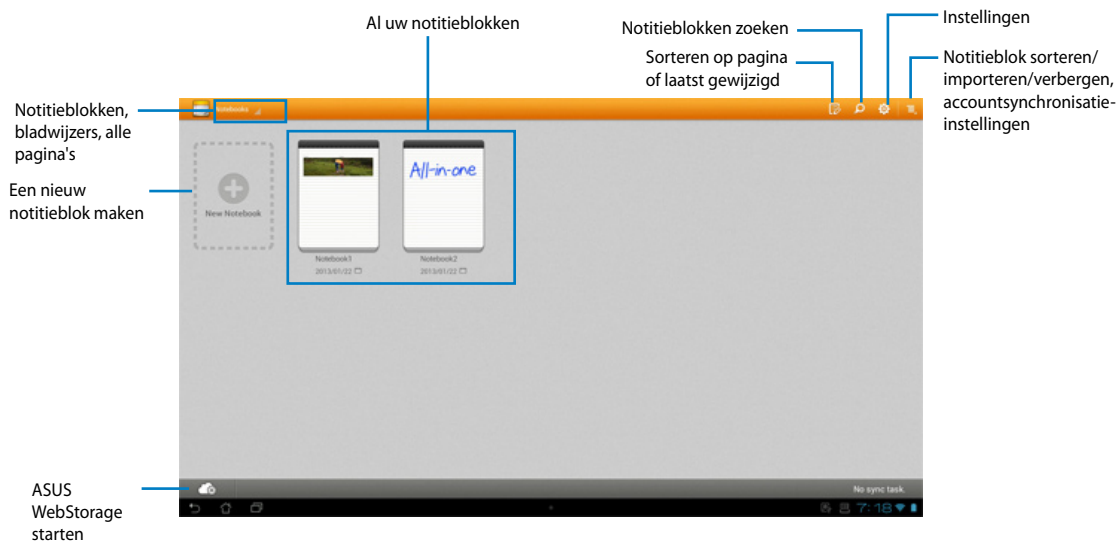 Al uw notitieblokken
Notitieblokken zoeken
Instellingen
Sorteren op pagina
of laatst gewijzigd
Notitieblok sorteren/
importeren/verbergen,
accountsynchronisatie-
instellingen
Notitieblokken,
bladwijzers, alle
pagina's
Notebooks
Een nieuw
notitieblok maken
New Notebook
All-in-one
Notebook1
2013/01/22
Notebook2
2013/01/22
ASUS
WebStorage
starten
No sync task.
7:18